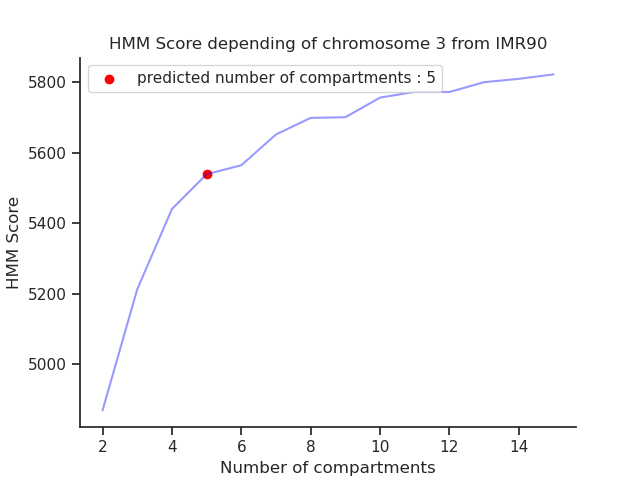 HMM Score depending of chromosome 3 from IMR90
predicted number of compartments : 5
5800
5600
5400
5200
5000
HMM Score
2 4 6 8 10 12 14
Number of compartments